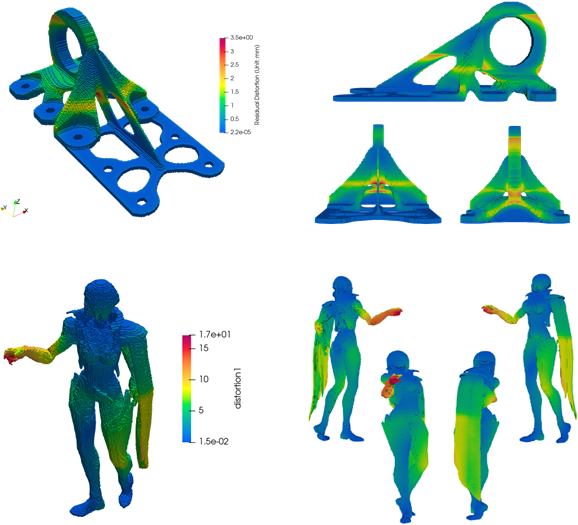 3.5e+00
3
2.5
2
1.5
1
0.5
2.2e-05
Residual Distortion (Unit: mm)
Z
Y
X
1.7e+01
15
10
5
1.5e-02
distortion1